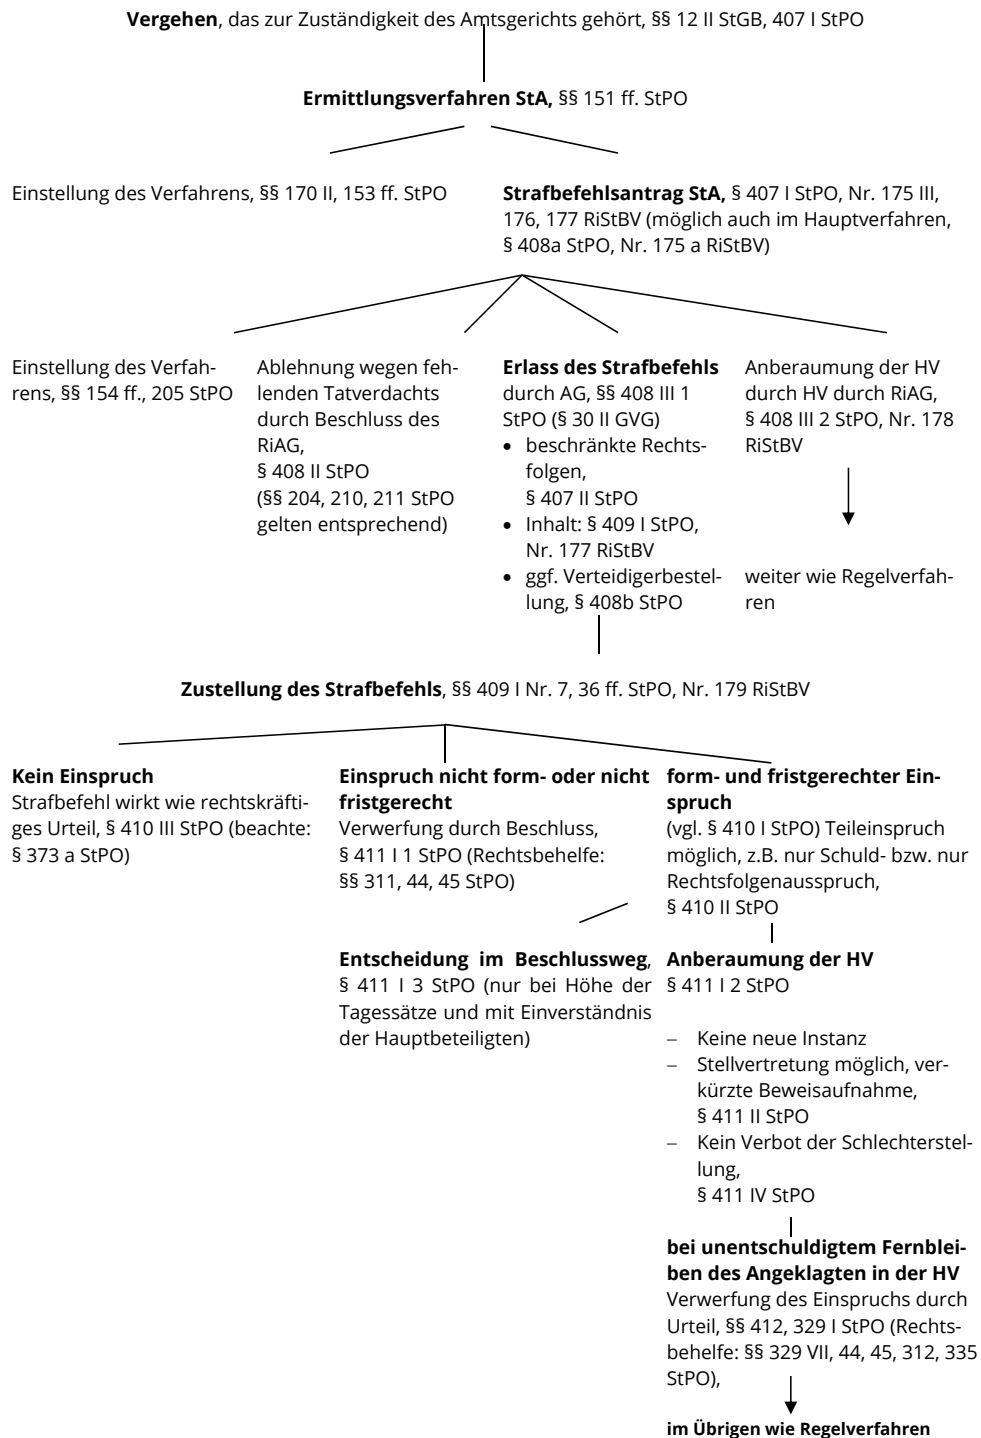 Vergehen, das zur Zuständigkeit des Amtsgerichts gehört, §§ 12 II StGB, 407 I StPO
Ermittlungsverfahren StA, §§ 151 ff. StPO
Einstellung des Verfahrens, §§ 170 II, 153 ff. StPO
Strafbefehlsantrag StA, § 407 I StPO, Nr. 175 III,
176, 177 RiStBV (möglich auch im Hauptverfahren,
§ 408a StPO, Nr. 175 a RiStBV)
Einstellung des Verfah-
rens, §§ 154 ff., 205 StPO
Ablehnung wegen feh-
lenden Tatverdachts
durch Beschluss des
RiAG,
§ 408 II StPO
(§§ 204, 210, 211 StPO
gelten entsprechend)
Erlass des Strafbefehls
durch AG, §§ 408 III 1
StPO (§ 30 II GVG)
• beschränkte Rechts-
folgen,
§ 407 II StPO
• Inhalt: § 409 I StPO,
Nr. 177 RiStBV
• ggf. Verteidigerbestel-
lung, § 408b StPO
Anberaumung der HV
durch HV durch RiAG,
§ 408 III 2 StPO, Nr. 178
RiStBV
weiter wie Regelverfah-
ren
Zustellung des Strafbefehls, §§ 409 I Nr. 7, 36 ff. StPO, Nr. 179 RiStBV
Kein Einspruch
Strafbefehl wirkt wie rechtskräfti-
ges Urteil, § 410 III StPO (beachte:
§ 373 a StPO)
Einspruch nicht form- oder nicht
fristgerecht
Verwerfung durch Beschluss,
§ 411 I 1 StPO (Rechtsbehelfe:
§§ 311, 44, 45 StPO)
form- und fristgerechter Ein-
spruch
(vgl. § 410 I StPO) Teileinspruch
möglich, z.B. nur Schuld- bzw. nur
Rechtsfolgenausspruch,
§ 410 II StPO
Entscheidung im Beschlussweg,
§ 411 I 3 StPO (nur bei Höhe der
Tagessätze und mit Einverständnis
der Hauptbeteiligten)
Anberaumung der HV
§ 411 I 2 StPO
– Keine neue Instanz
– Stellvertretung möglich, ver-
kürzte Beweisaufnahme,
§ 411 II StPO
– Kein Verbot der Schlechterstel-
lung,
§ 411 IV StPO
bei unentschuldigtem Fernblei-
ben des Angeklagten in der HV
Verwerfung des Einspruchs durch
Urteil, §§ 412, 329 I StPO (Rechts-
behelfe: §§ 329 VII, 44, 45, 312, 335
StPO),
im Übrigen wie Regelverfahren